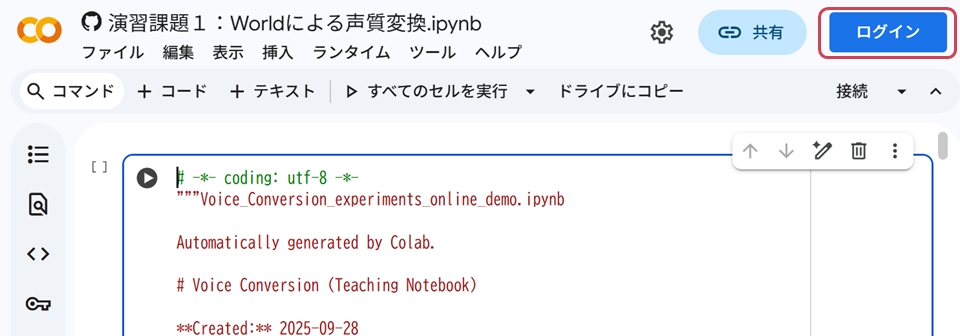 演習課題１：Worldによる声質変換.ipynb
ファイル 編集 表示 挿入 ランタイム ツール ヘルプ
共有
ログイン
コマンド + コード + テキスト すべてのセルを実行 ドライブにコピー 接続
[ ]
# -*- coding: utf-8 -*-
"""Voice_Conversion_experiments_online_demo.ipynb
Automatically generated by Colab.
# Voice Conversion (Teaching Notebook)
**Created:** 2025-09-28